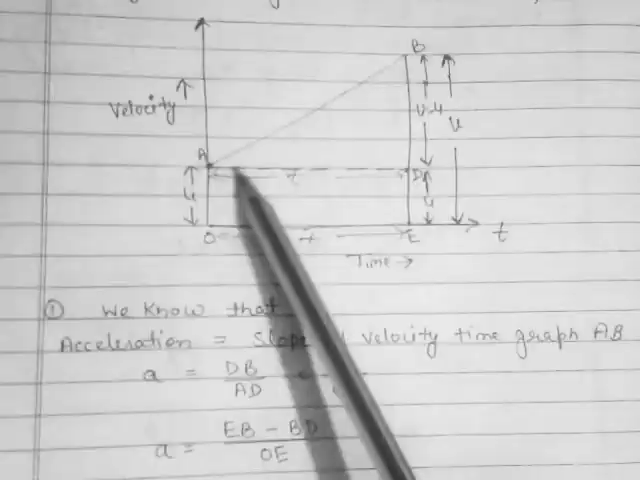 B
Velocity
V-u
A
u
t
D
u
O
t
E
t
Time →
① We know that
Acceleration = Slope velocity time graph AB
a = DB / AD
a = EB - BD / OE